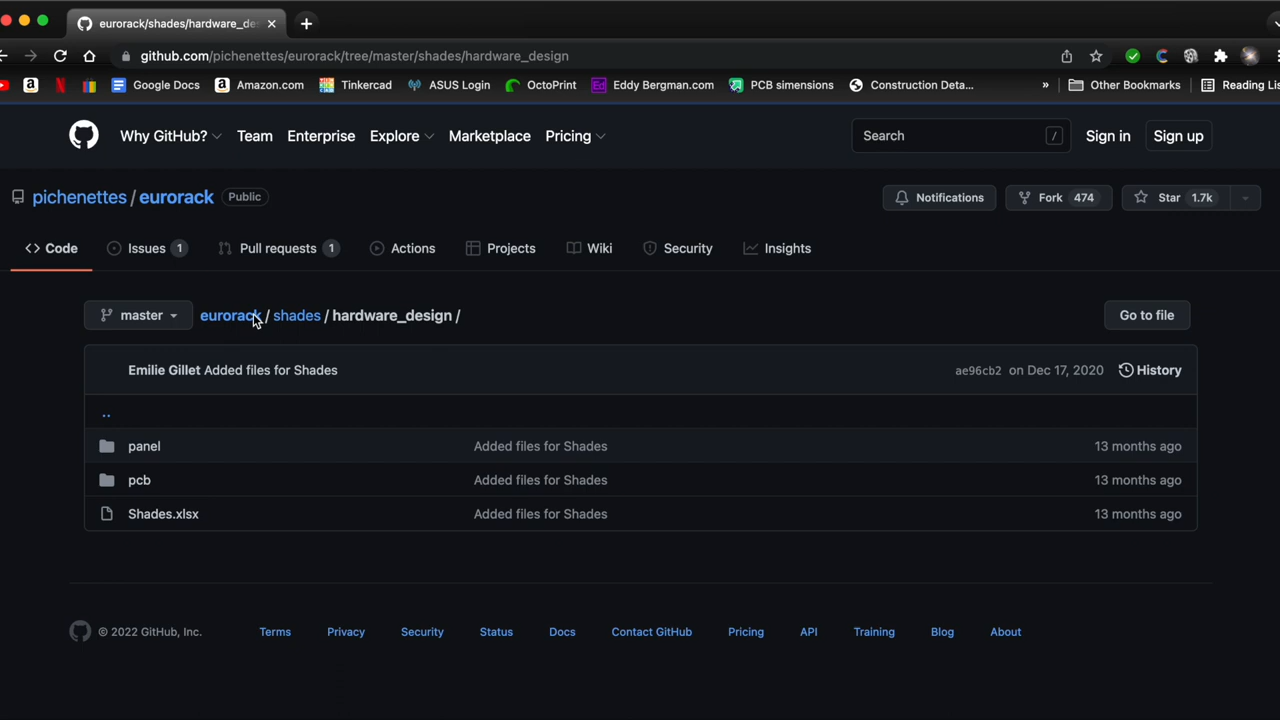 eurorack/shades/hardware_de
github.com/pichenettes/eurorack/tree/master/shades/hardware_design
Google Docs Amazon.com Tinkercad ASUS Login OctoPrint Ed Eddy Bergman.com PCB simensions Construction Deta... » Other Bookmarks Reading Lis
Why GitHub? Team Enterprise Explore Marketplace Pricing Search / Sign in Sign up
pichenettes / eurorack Public Notifications Fork 474 Star 1.7k
<> Code Issues 1 Pull requests 1 Actions Projects Wiki Security Insights
master eurorack / shades / hardware_design / Go to file
Emilie Gillet Added files for Shades ae96cb2 on Dec 17, 2020 History
..
panel Added files for Shades 13 months ago
pcb Added files for Shades 13 months ago
Shades.xlsx Added files for Shades 13 months ago
© 2022 GitHub, Inc. Terms Privacy Security Status Docs Contact GitHub Pricing API Training Blog About